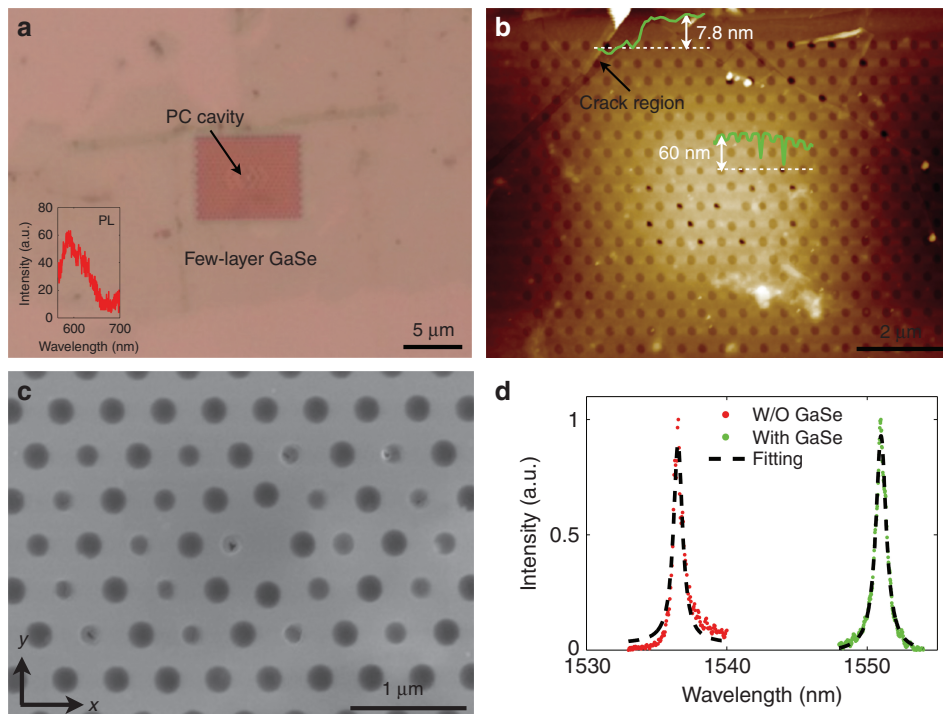 a
PC cavity
Few-layer GaSe
PL
Intensity (a.u.)
80
60
40
20
0
600
700
Wavelength (nm)
5 μm
b
7.8 nm
Crack region
60 nm
2 μm
c
y
x
1 μm
d
W/O GaSe
With GaSe
Fitting
Intensity (a.u.)
1
0.5
0
1530
1540
1550
Wavelength (nm)